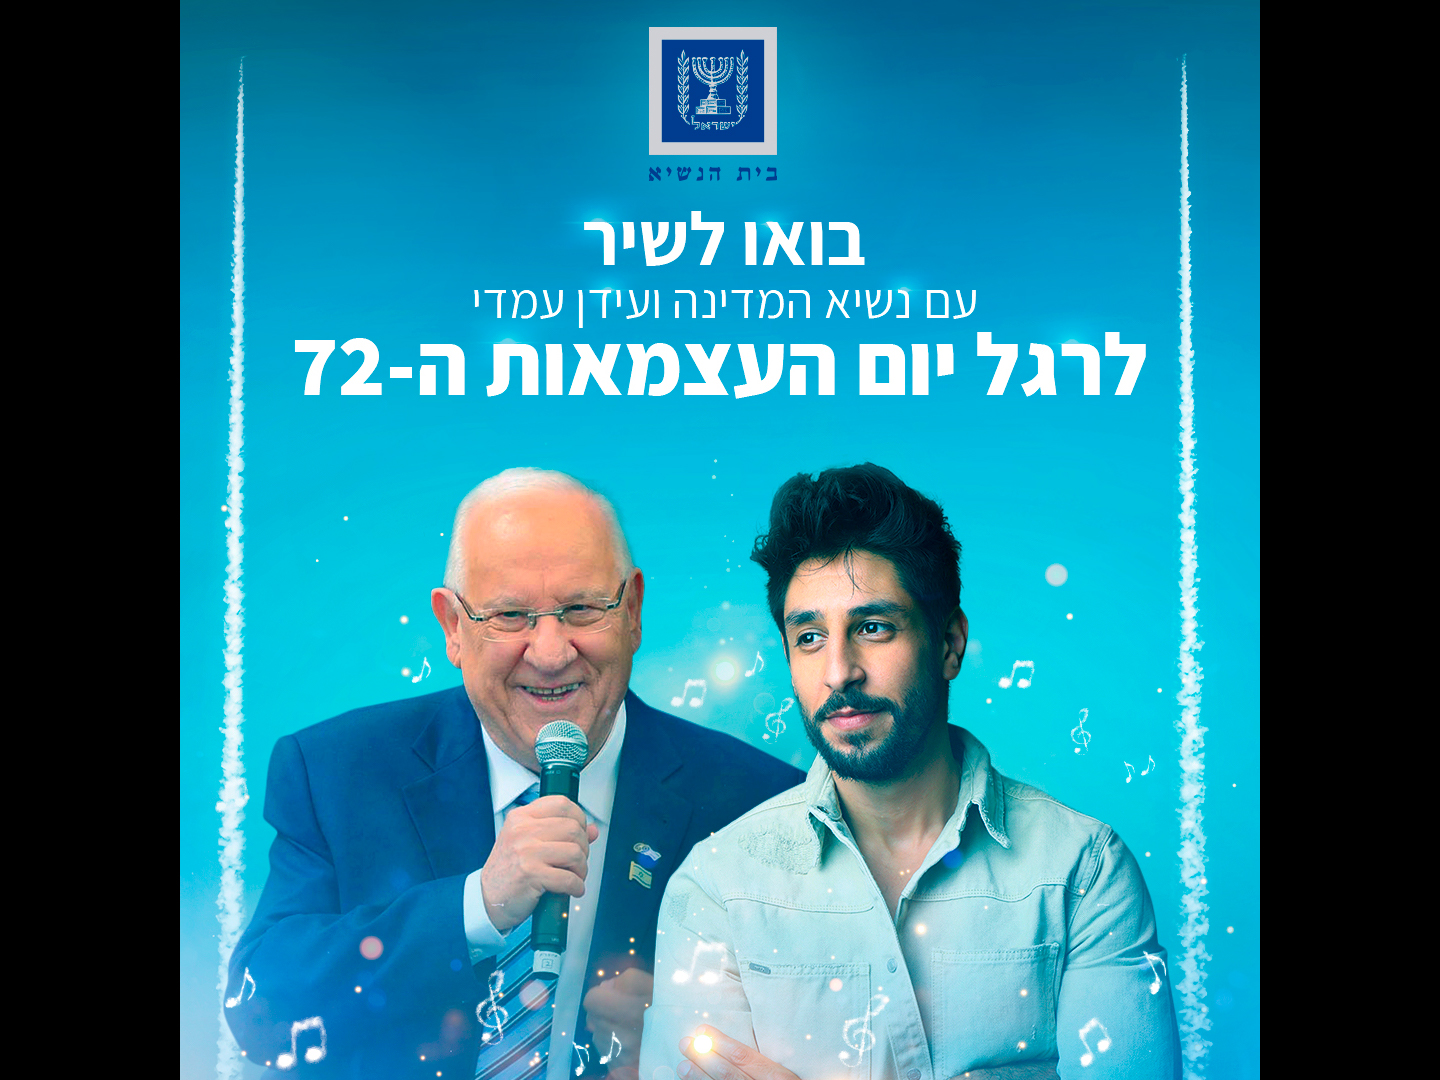 ישראל
בית הנשיא
בואו לשיר
עם נשיא המדינה ועידן עמדי
לרגל יום העצמאות ה-72